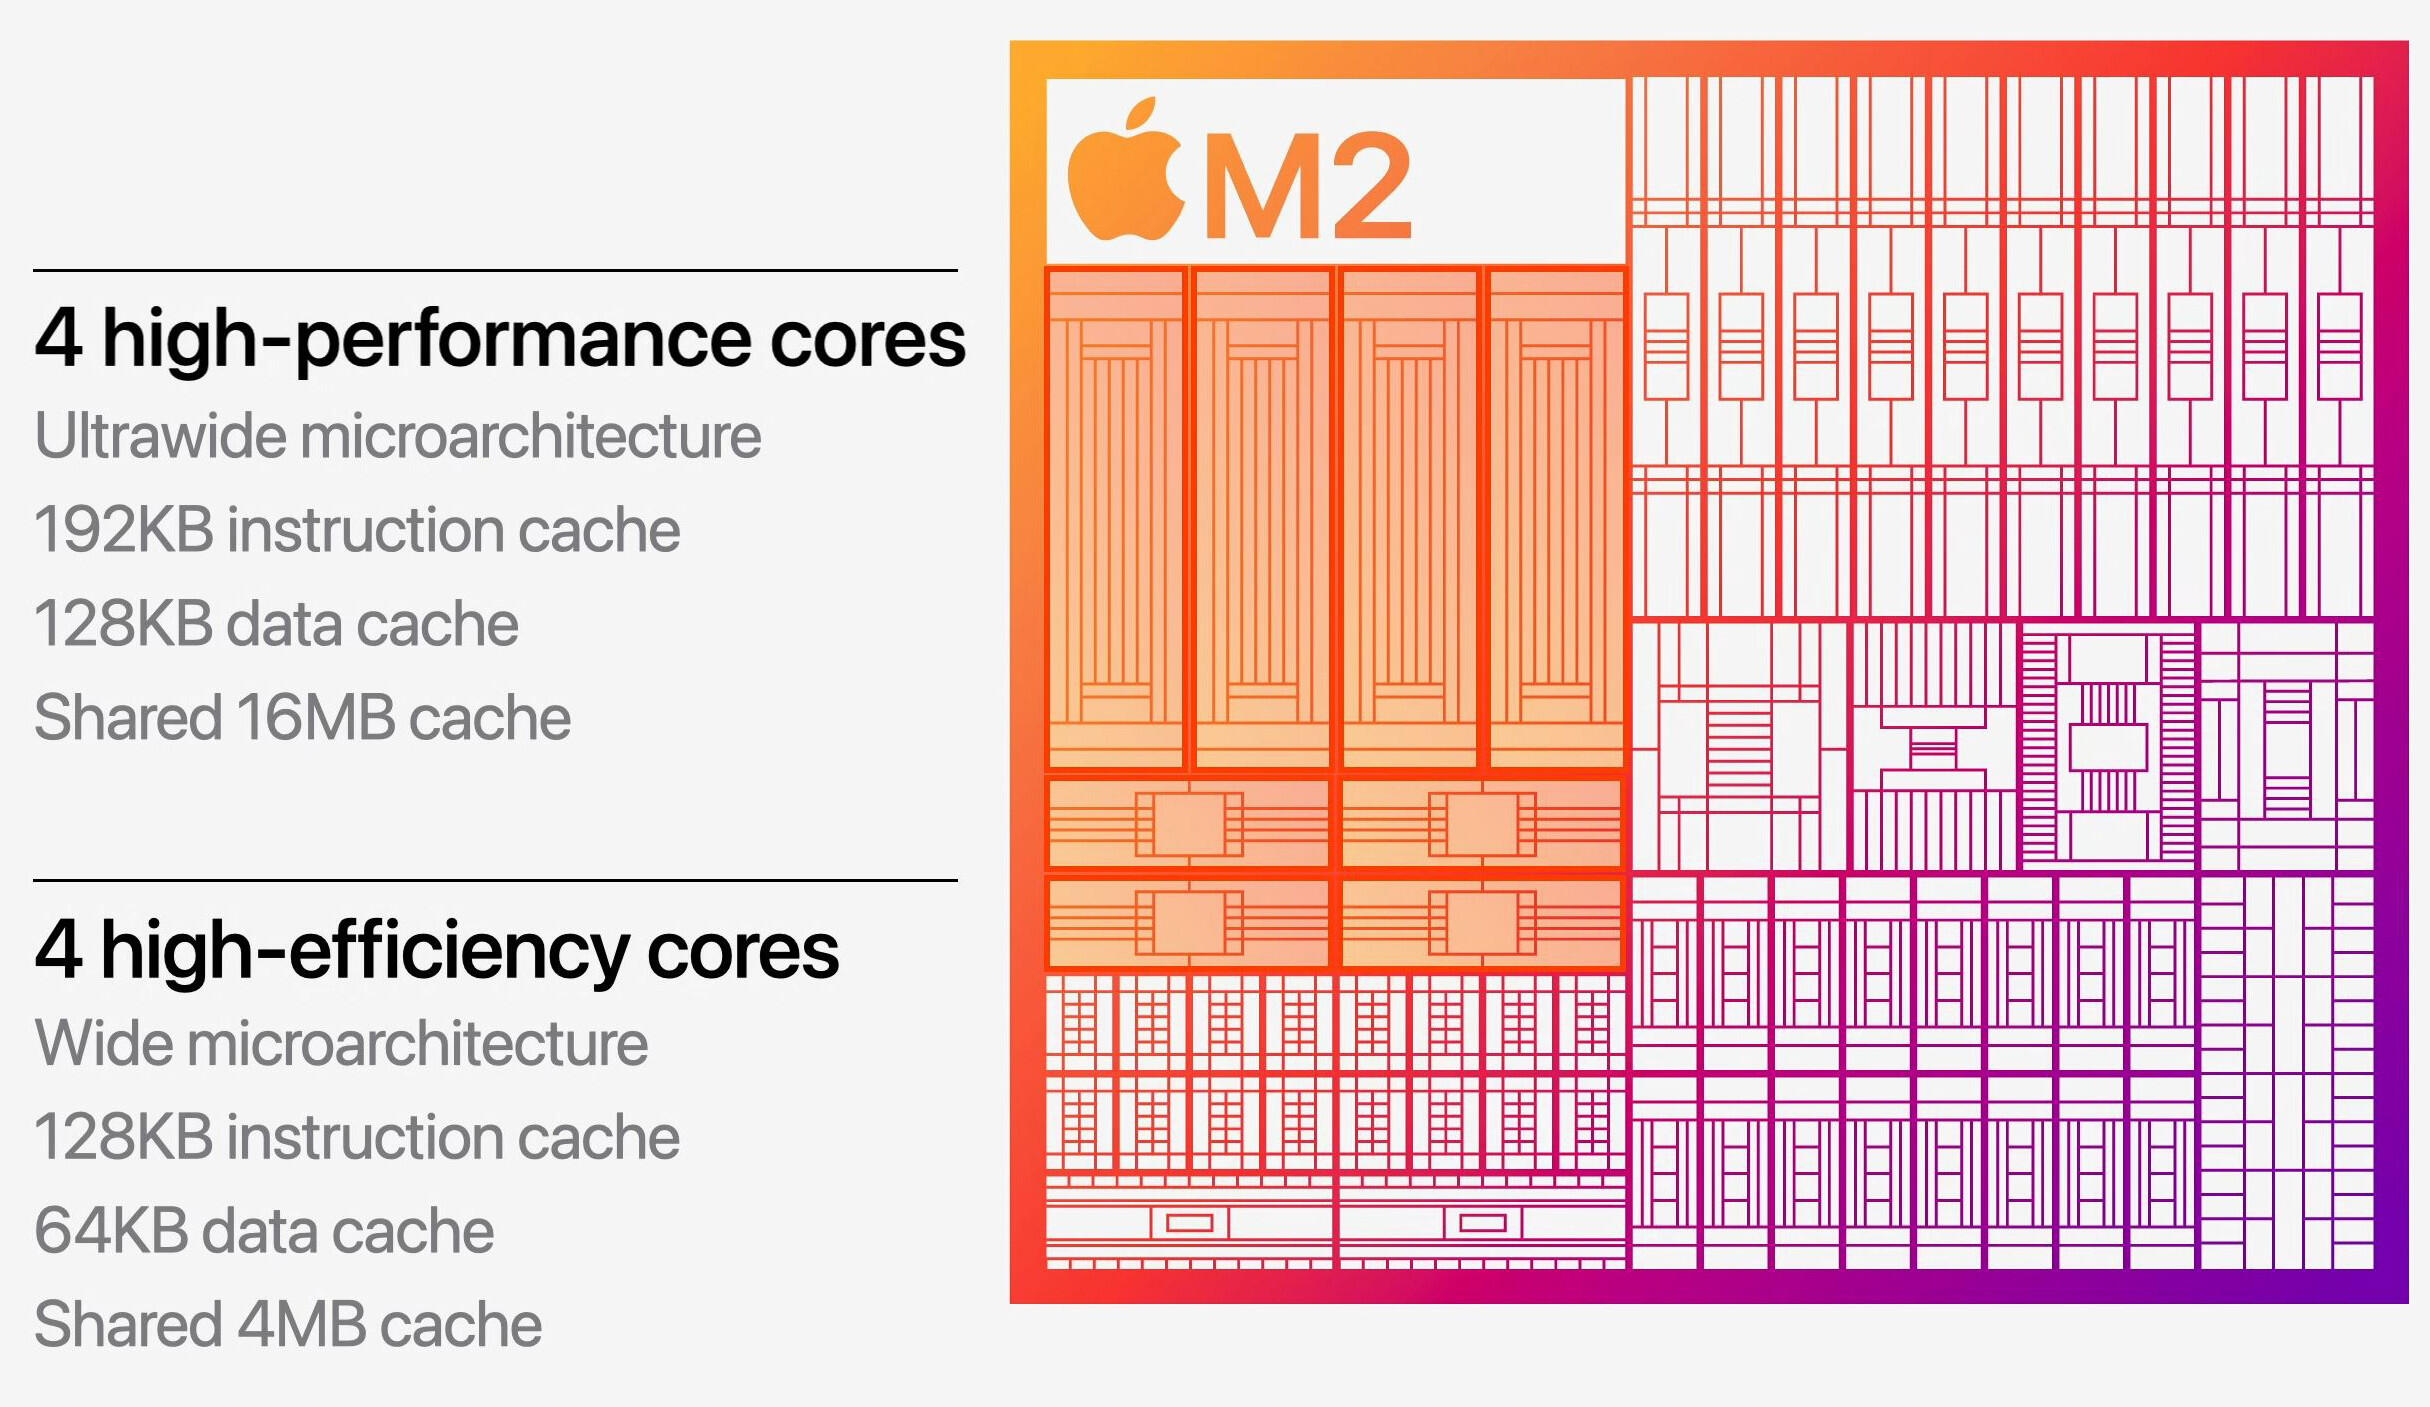 M2
4 high-performance cores
Ultrawide microarchitecture
192KB instruction cache
128KB data cache
Shared 16MB cache
4 high-efficiency cores
Wide microarchitecture
128KB instruction cache
64KB data cache
Shared 4MB cache